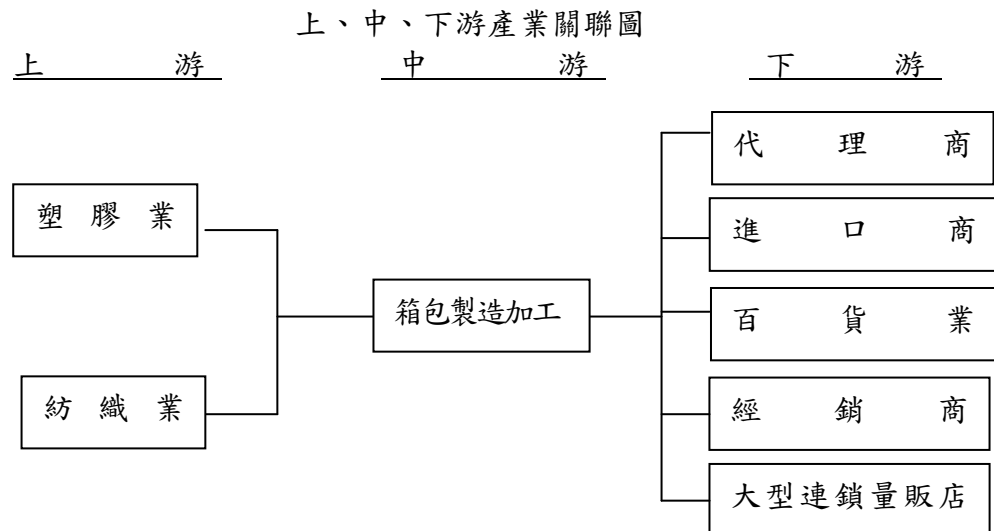 上、中、下游產業關聯圖
上游 中游 下游
代理商
塑膠業
進口商
箱包製造加工
百貨業
紡織業
經銷商
大型連鎖量販店